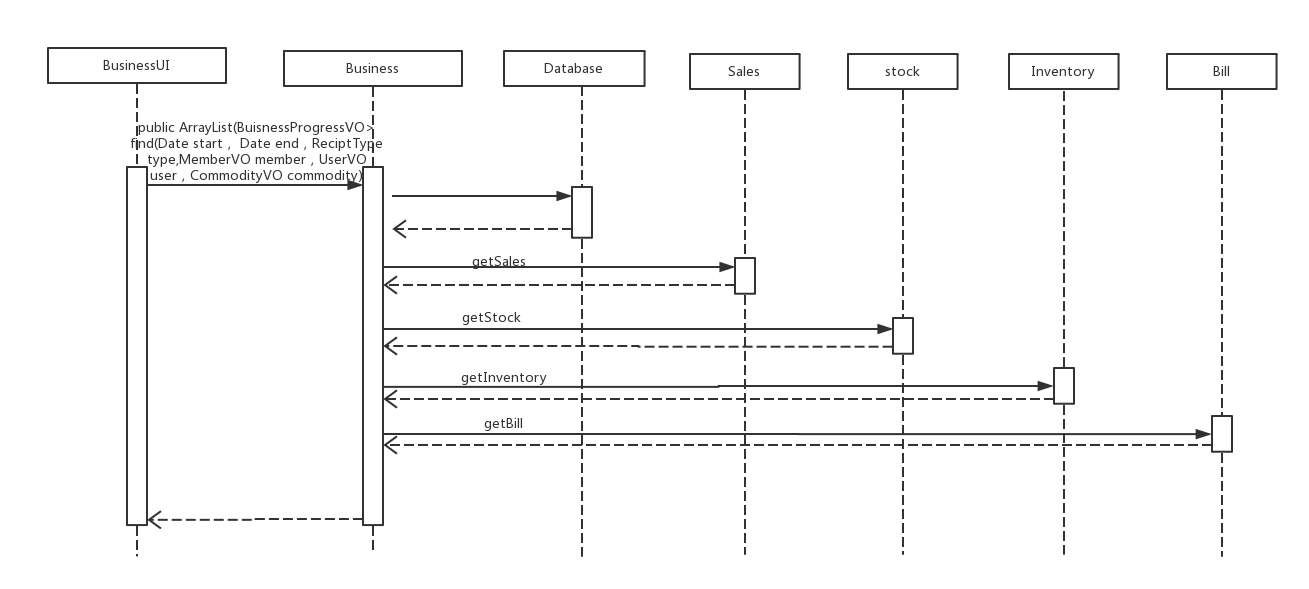 BusinessUI
Business
Database
Sales
stock
Inventory
Bill
public ArrayList(BuisnessProgressVO>
find(Date start , Date end , ReciptType
type,MemberVO member , UserVO
user , CommodityVO commodity)
getSales
getStock
getInventory
getBill